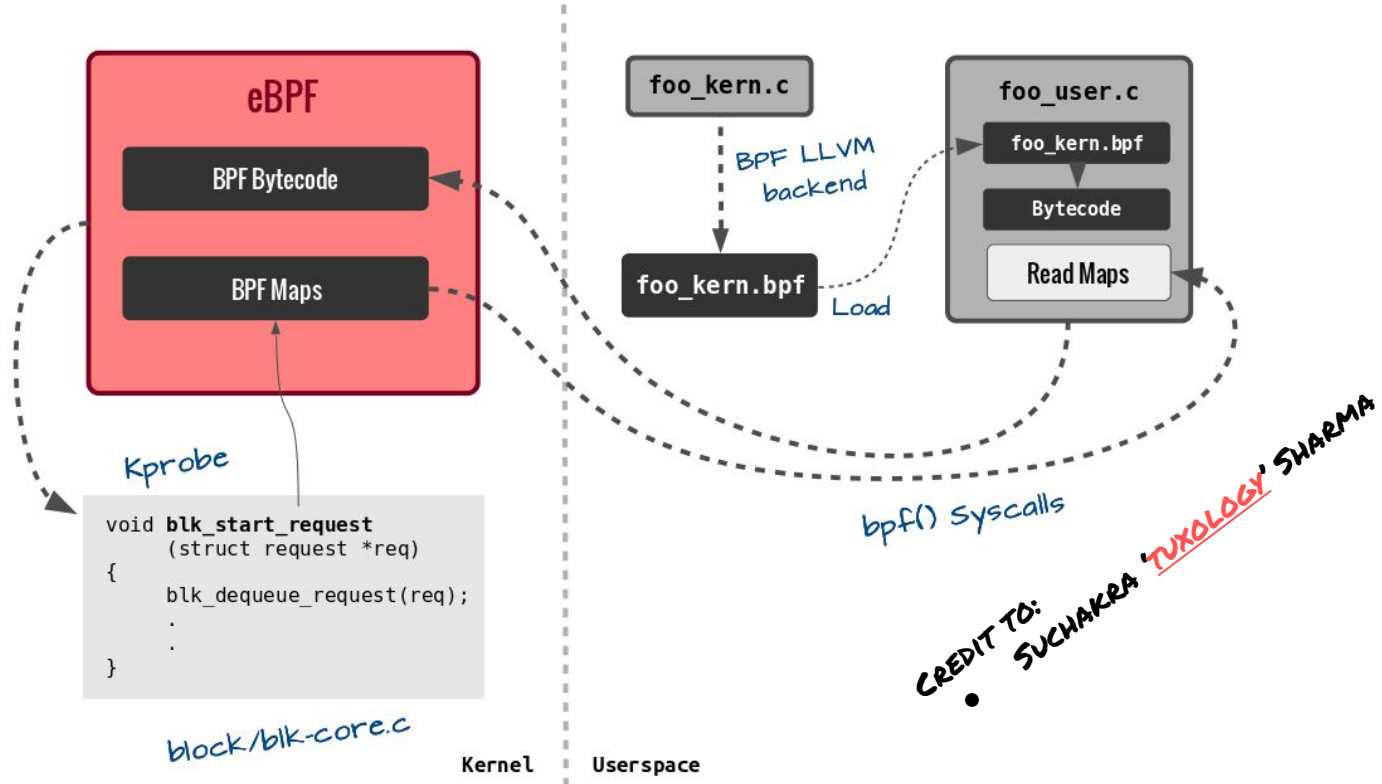 eBPF
BPF Bytecode
BPF Maps
Kprobe
void blk_start_request
(struct request *req)
{
blk_dequeue_request(req);
.
.
}
block/blk-core.c
Kernel
Userspace
foo_kern.c
BPF LLVM
backend
foo_kern.bpf
Load
foo_user.c
foo_kern.bpf
Bytecode
Read Maps
bpf() Syscalls
CREDIT TO:
• SUCHAKRA 'TUXOLOGY' SHARMA